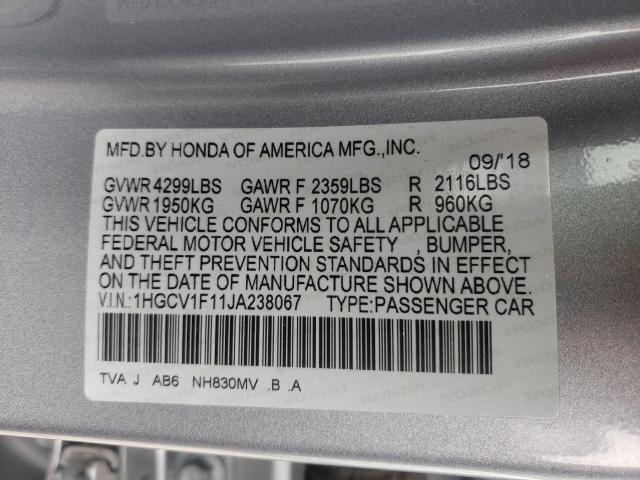 MFD.BY HONDA OF AMERICA MFG.,INC.
09/'18
GVWR 4299LBS GAWR F 2359LBS R 2116LBS
GVWR 1950KG GAWR F 1070KG R 960KG
THIS VEHICLE CONFORMS TO ALL APPLICABLE
FEDERAL MOTOR VEHICLE SAFETY , BUMPER,
AND THEFT PREVENTION STANDARDS IN EFFECT
ON THE DATE OF MANUFACTURE SHOWN ABOVE.
V.I.N.:1HGCV1F11JA238067 TYPE:PASSENGER CAR
TVA J AB6 NH830MV .B .A